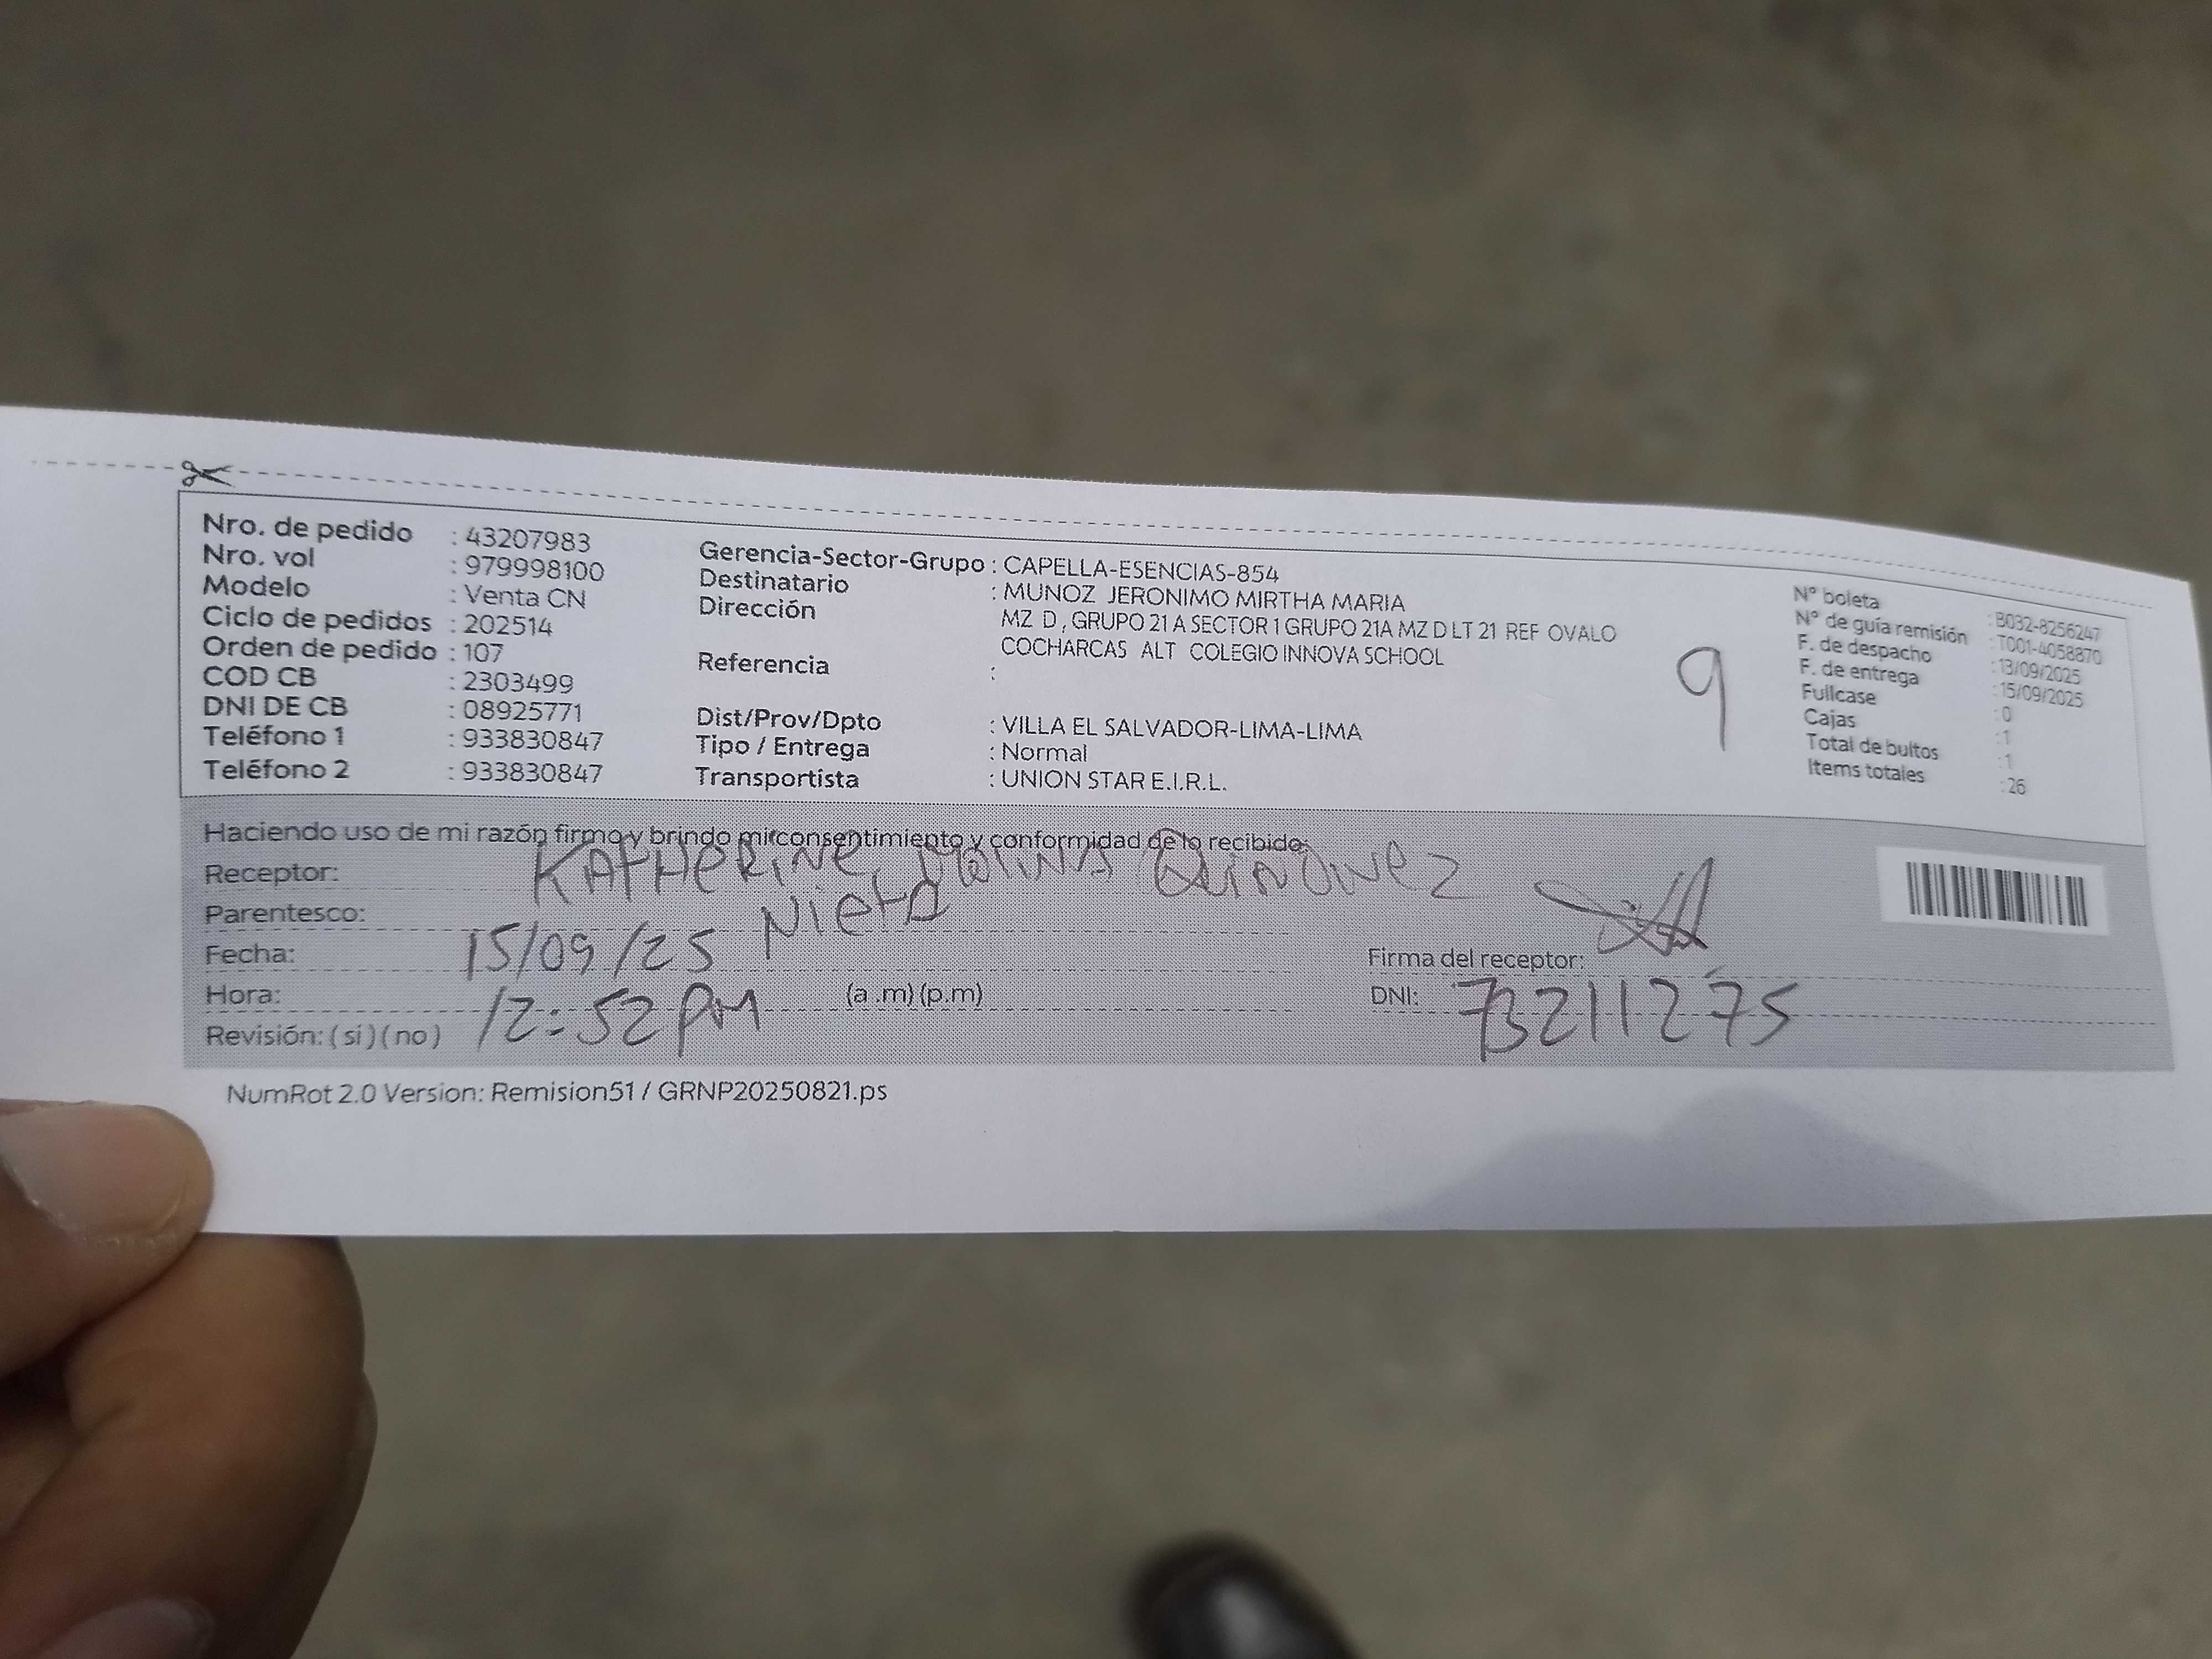 Nro. de pedido : 43207983
Nro. vol : 979998100
Modelo : Venta CN
Ciclo de pedidos : 202514
Orden de pedido : 107
COD CB : 2303499
DNI DE CB : 08925771
Teléfono 1 : 933830847
Teléfono 2 : 933830847
Gerencia-Sector-Grupo : CAPELLA-ESENCIAS-854
Destinatario : MUNOZ JERONIMO MIRTHA MARIA
Dirección MZ D , GRUPO 21 A SECTOR 1 GRUPO 21A MZ D LT 21 REF OVALO
COCHARCAS ALT COLEGIO INNOVA SCHOOL
Referencia :
Dist/Prov/Dpto : VILLA EL SALVADOR-LIMA-LIMA
Tipo / Entrega : Normal
Transportista : UNION STAR E.I.R.L.
9
N° boleta : B032-8256247
N° de guía remisión : T001-4058870
F. de despacho : 13/09/2025
F. de entrega : 15/09/2025
Fullcase : 0
Cajas : 1
Total de bultos : 1
Items totales : 26
Haciendo uso de mi razón firmo y brindo mi consentimiento y conformidad de lo recibido:
Receptor: KATHERINE
Parentesco: Nieta
Fecha: 15/09/25
Hora: 12:52 PM (a .m) (p.m)
Revisión: ( si ) ( no )
Firma del receptor:
DNI: 73211275
NumRot 2.0 Version: Remision51 / GRNP20250821.ps